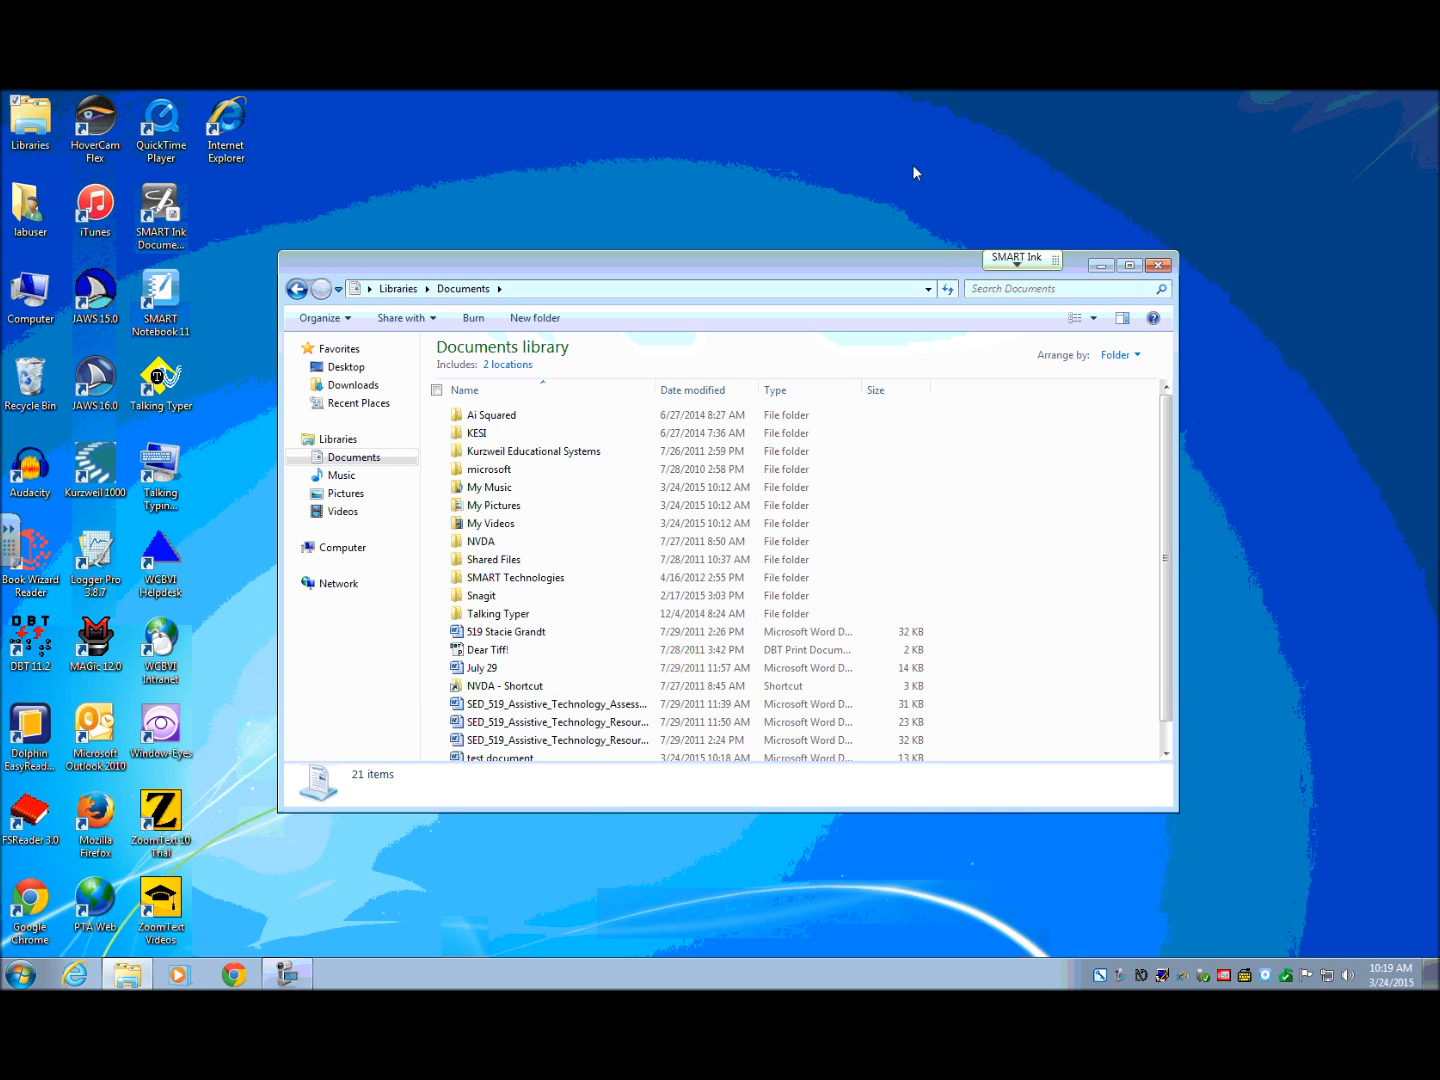 Libraries
HoverCam Flex
QuickTime Player
Internet Explorer
labuser
iTunes
SMART Ink Docume...
Computer
JAWS 15.0
SMART Notebook 11
Recycle Bin
JAWS 16.0
Talking Typer
Audacity
Kurzweil 1000
Talking Typin...
Book Wizard Reader
Logger Pro 3.8.7
WCBVI Helpdesk
DBT
DBT 11.2
MAGic 12.0
WCBVI Intranet
Dolphin EasyRead...
Microsoft Outlook 2010
Window-Eyes
FSReader 3.0
Mozilla Firefox
ZoomText 10 Trial
Google Chrome
PTA Web
ZoomText Videos
SMART Ink
Libraries Documents
Search Documents
Organize Share with Burn New folder
Favorites
Desktop
Downloads
Recent Places
Libraries
Documents
Music
Pictures
Videos
Computer
Network
Documents library
Includes: 2 locations
Arrange by: Folder
Name Date modified Type Size
Ai Squared 6/27/2014 8:27 AM File folder
KESI 6/27/2014 7:36 AM File folder
Kurzweil Educational Systems 7/26/2011 2:59 PM File folder
microsoft 7/28/2010 2:58 PM File folder
My Music 3/24/2015 10:12 AM File folder
My Pictures 3/24/2015 10:12 AM File folder
My Videos 3/24/2015 10:12 AM File folder
NVDA 7/27/2011 8:50 AM File folder
Shared Files 7/28/2011 10:37 AM File folder
SMART Technologies 4/16/2012 2:55 PM File folder
Snagit 2/17/2015 3:03 PM File folder
Talking Typer 12/4/2014 8:24 AM File folder
519 Stacie Grandt 7/29/2011 2:26 PM Microsoft Word D... 32 KB
Dear Tiff! 7/28/2011 3:42 PM DBT Print Docum... 2 KB
July 29 7/29/2011 11:57 AM Microsoft Word D... 14 KB
NVDA - Shortcut 7/27/2011 8:45 AM Shortcut 3 KB
SED_519_Assistive_Technology_Assess... 7/29/2011 11:39 AM Microsoft Word D... 31 KB
SED_519_Assistive_Technology_Resour... 7/29/2011 11:50 AM Microsoft Word D... 23 KB
SED_519_Assistive_Technology_Resour... 7/29/2011 2:24 PM Microsoft Word D... 32 KB
test document 3/24/2015 10:18 AM Microsoft Word D... 13 KB
21 items
10:19 AM
3/24/2015